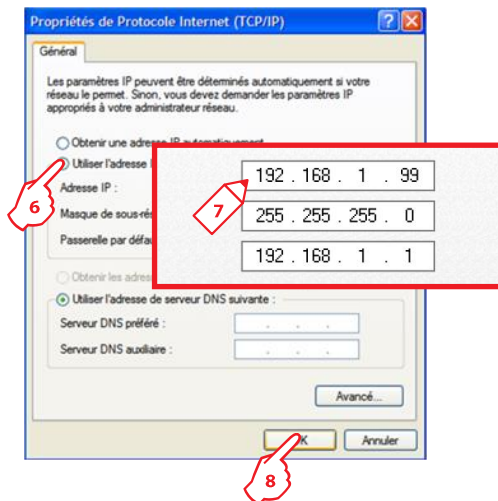 Propriétés de Protocole Internet (TCP/IP)
Général
Les paramètres IP peuvent être déterminés automatiquement si votre
réseau le permet. Sinon, vous devez demander les paramètres IP
appropriés à votre administrateur réseau.
Obtenir une adresse IP automatiquement
Utiliser l'adresse
6
Adresse IP :
192 . 168 . 1 . 99
7
Masque de sous-rés
255 . 255 . 255 . 0
Passerelle par défau
192 . 168 . 1 . 1
Obtenir les adres
Utiliser l'adresse de serveur DNS suivante :
Serveur DNS préféré :
Serveur DNS auxiliaire :
Avancé...
K
Annuler
8